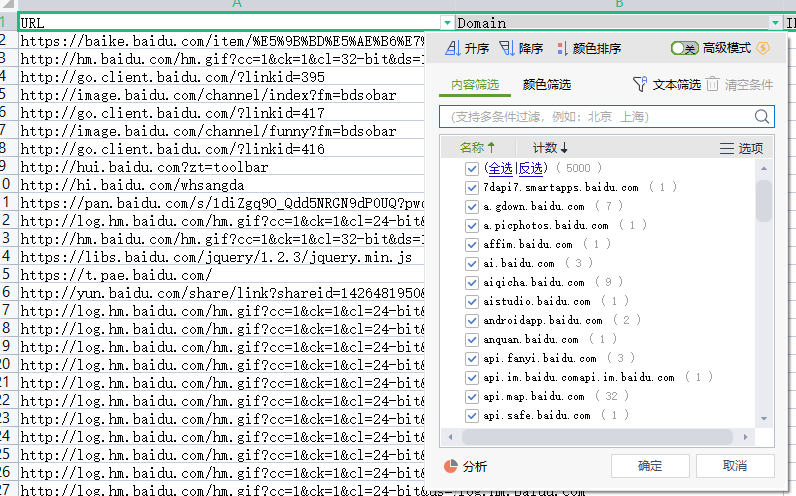 A B
1 URL Domain II
2 https://baike.baidu.com/item/%E5%9B%BD%E5%AE%B6%E7%
3 http://hm.baidu.com/hm.gif?cc=1&ck=1&cl=32-bit&ds=1
4 http://go.client.baidu.com/?linkid=395
5 http://image.baidu.com/channel/index?fm=bdsobar
6 http://go.client.baidu.com/?linkid=417
7 http://image.baidu.com/channel/funny?fm=bdsobar
8 http://go.client.baidu.com/?linkid=416
9 http://hui.baidu.com?zt=toolbar
0 http://hi.baidu.com/whsangda
1 https://pan.baidu.com/s/1diZgq9O_Qdd5NRGN9dPOUQ?pwd
2 http://log.hm.baidu.com/hm.gif?cc=1&ck=1&cl=24-bit&
3 http://hm.baidu.com/hm.gif?cc=1&ck=1&cl=32-bit&ds=1
4 https://libs.baidu.com/jquery/1.2.3/jquery.min.js
5 https://t.pae.baidu.com/
6 http://yun.baidu.com/share/link?shareid=1426481950&
7 http://log.hm.baidu.com/hm.gif?cc=1&ck=1&cl=24-bit&
8 http://log.hm.baidu.com/hm.gif?cc=1&ck=1&cl=24-bit&
9 http://log.hm.baidu.com/hm.gif?cc=1&ck=1&cl=24-bit&
20 http://log.hm.baidu.com/hm.gif?cc=1&ck=1&cl=24-bit&
21 http://log.hm.baidu.com/hm.gif?cc=1&ck=1&cl=24-bit&
22 http://log.hm.baidu.com/hm.gif?cc=1&ck=1&cl=24-bit&
23 http://log.hm.baidu.com/hm.gif?cc=1&ck=1&cl=24-bit&
24 http://log.hm.baidu.com/hm.gif?cc=1&ck=1&cl=24-bit&
25 http://log.hm.baidu.com/hm.gif?cc=1&ck=1&cl=24-bit&
26 http://log.hm.baidu.com/hm.gif?cc=1&ck=1&cl=24-bit&
27 http://log.hm.baidu.com/hm.gif?cc=1&ck=1&cl=24-bit&ds=
升序 降序 颜色排序 关 高级模式
内容筛选 颜色筛选 文本筛选 清空条件
(支持多条件过滤，例如：北京 上海)
名称↑ 计数↓ 选项
(全选|反选) ( 5000 )
7dapi7.smartapps.baidu.com ( 1 )
a.gdown.baidu.com ( 7 )
a.picphotos.baidu.com ( 1 )
affim.baidu.com ( 1 )
ai.baidu.com ( 3 )
aiqicha.baidu.com ( 9 )
aistudio.baidu.com ( 1 )
androidapp.baidu.com ( 2 )
anquan.baidu.com ( 1 )
api.fanyi.baidu.com ( 3 )
api.im.baidu.comapi.im.baidu.com ( 1 )
api.map.baidu.com ( 32 )
api.safe.baidu.com ( 1 )
分析 确定 取消